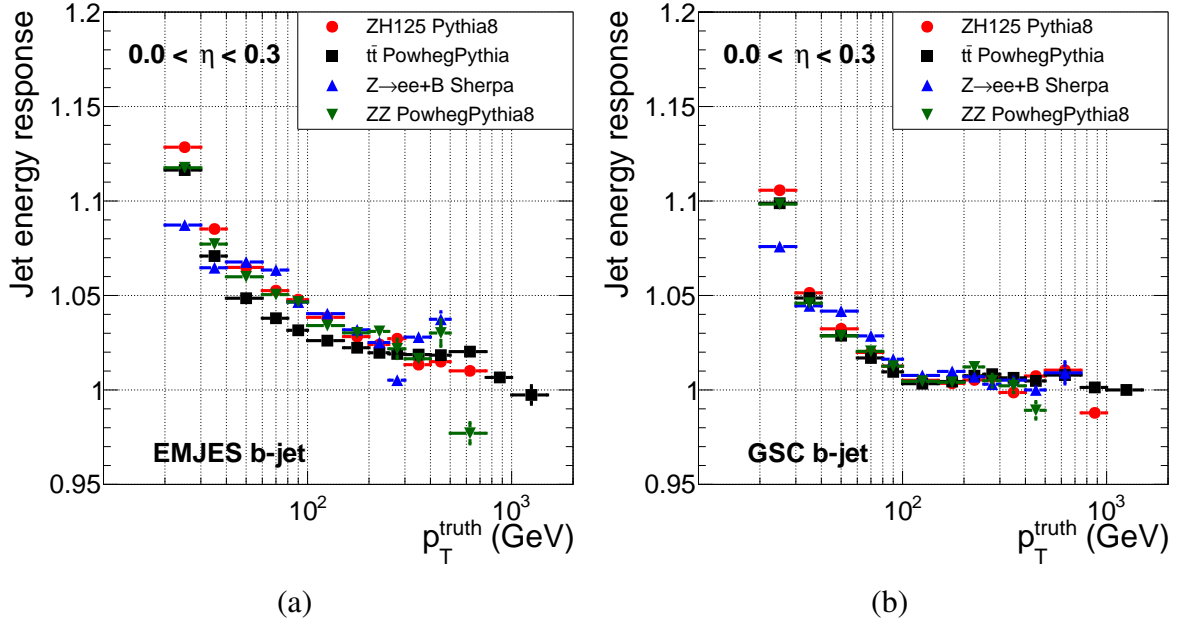 Jet energy response
1.2
1.15
1.1
1.05
1
0.95
0.0 < η < 0.3
ZH125 Pythia8
tt̄ PowhegPythia
Z→ee+B Sherpa
ZZ PowhegPythia8
EMJES b-jet
10²
10³
p_T^truth (GeV)
(a)
Jet energy response
1.2
1.15
1.1
1.05
1
0.95
0.0 < η < 0.3
ZH125 Pythia8
tt̄ PowhegPythia
Z→ee+B Sherpa
ZZ PowhegPythia8
GSC b-jet
10²
10³
p_T^truth (GeV)
(b)